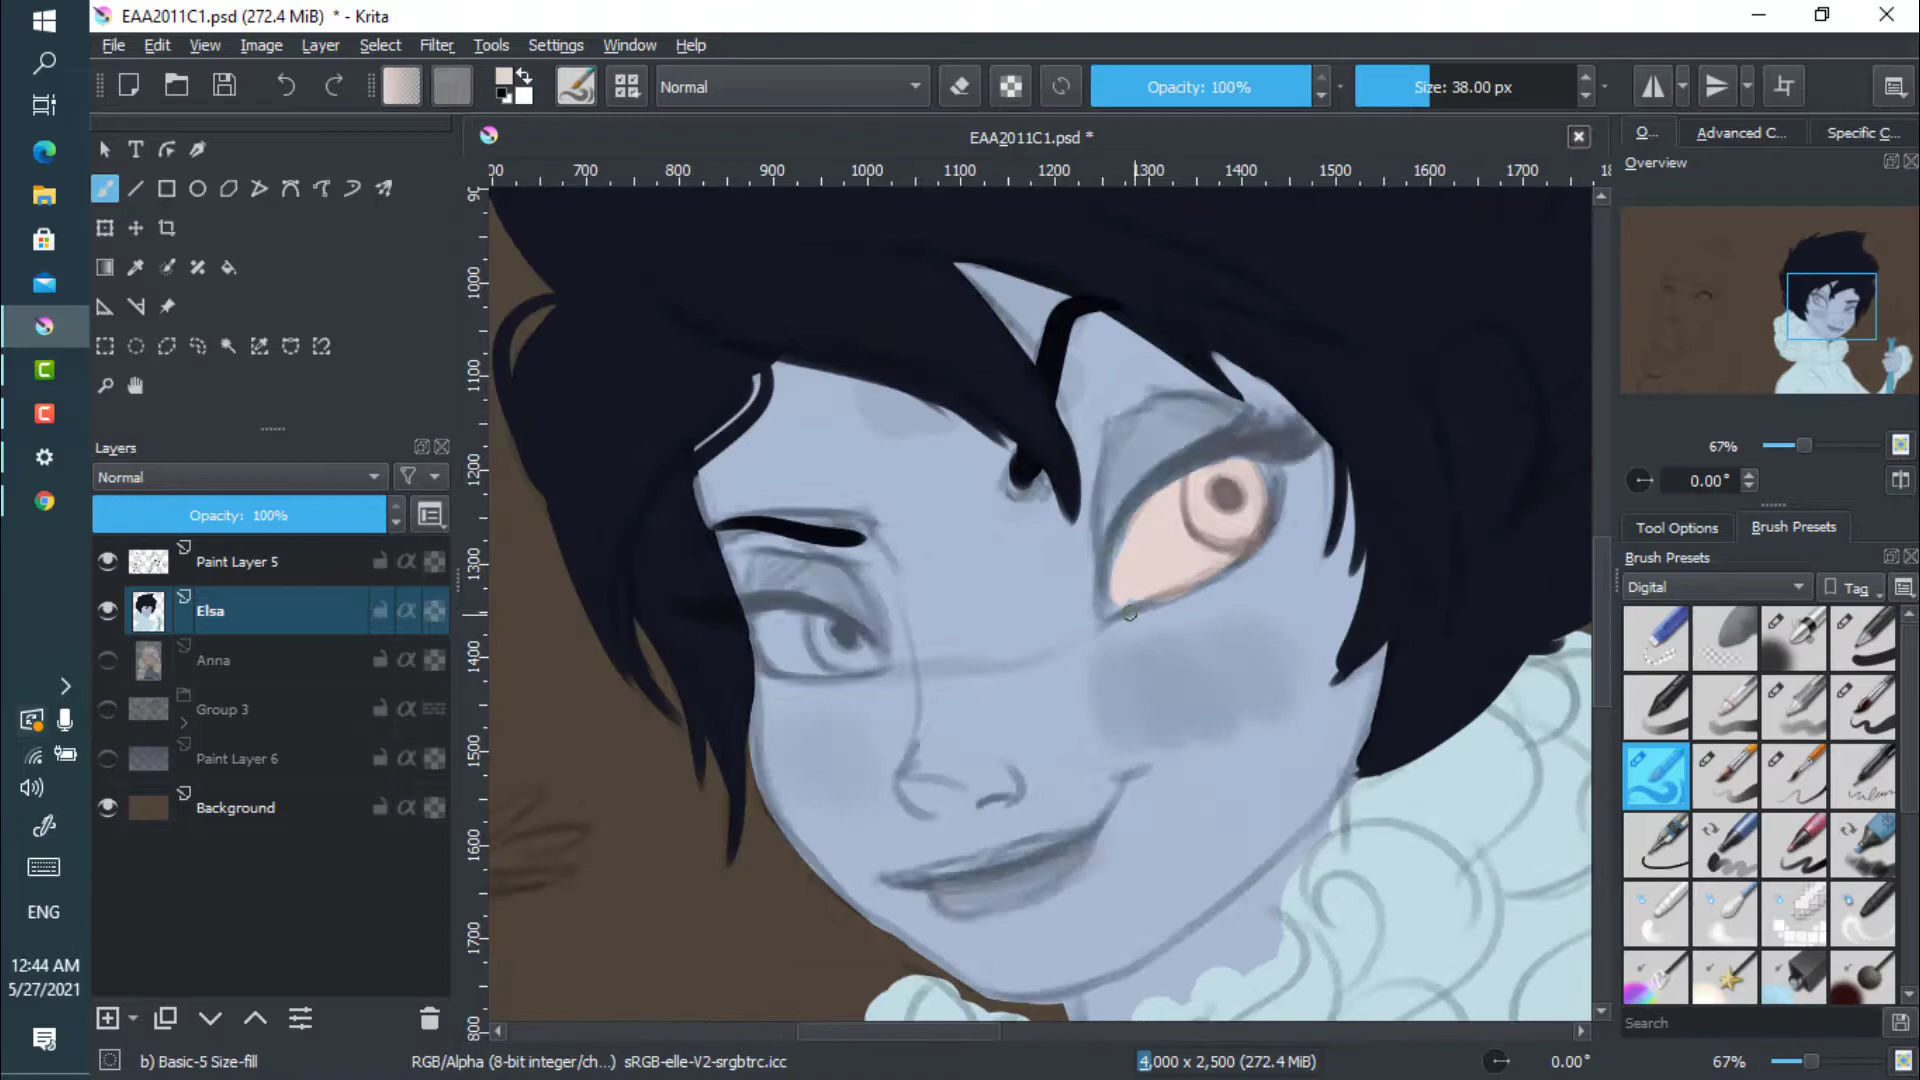 EAA2011C1.psd (272.4 MiB) * - Krita
File Edit View Image Layer Select Filter Tools Settings Window Help
Normal
Opacity: 100%
Size: 38.00 px
EAA2011C1.psd *
O... Advanced C... Specific C...
700 800 900 1000 1100 1200 1300 1400 1500 1600 1700
Overview
1000
1100
1200
1300
1400
1500
1600
1700
67%
0.00°
Layers
Normal
Opacity: 100%
Paint Layer 5
Elsa
Anna
Group 3
Paint Layer 6
Background
Tool Options Brush Presets
Brush Presets
Digital
Tag
Search
ENG
12:44 AM
5/27/2021
b) Basic-5 Size-fill
RGB/Alpha (8-bit integer/ch...) sRGB-elle-V2-srgbtrc.icc
4,000 x 2,500 (272.4 MiB)
0.00°
67%